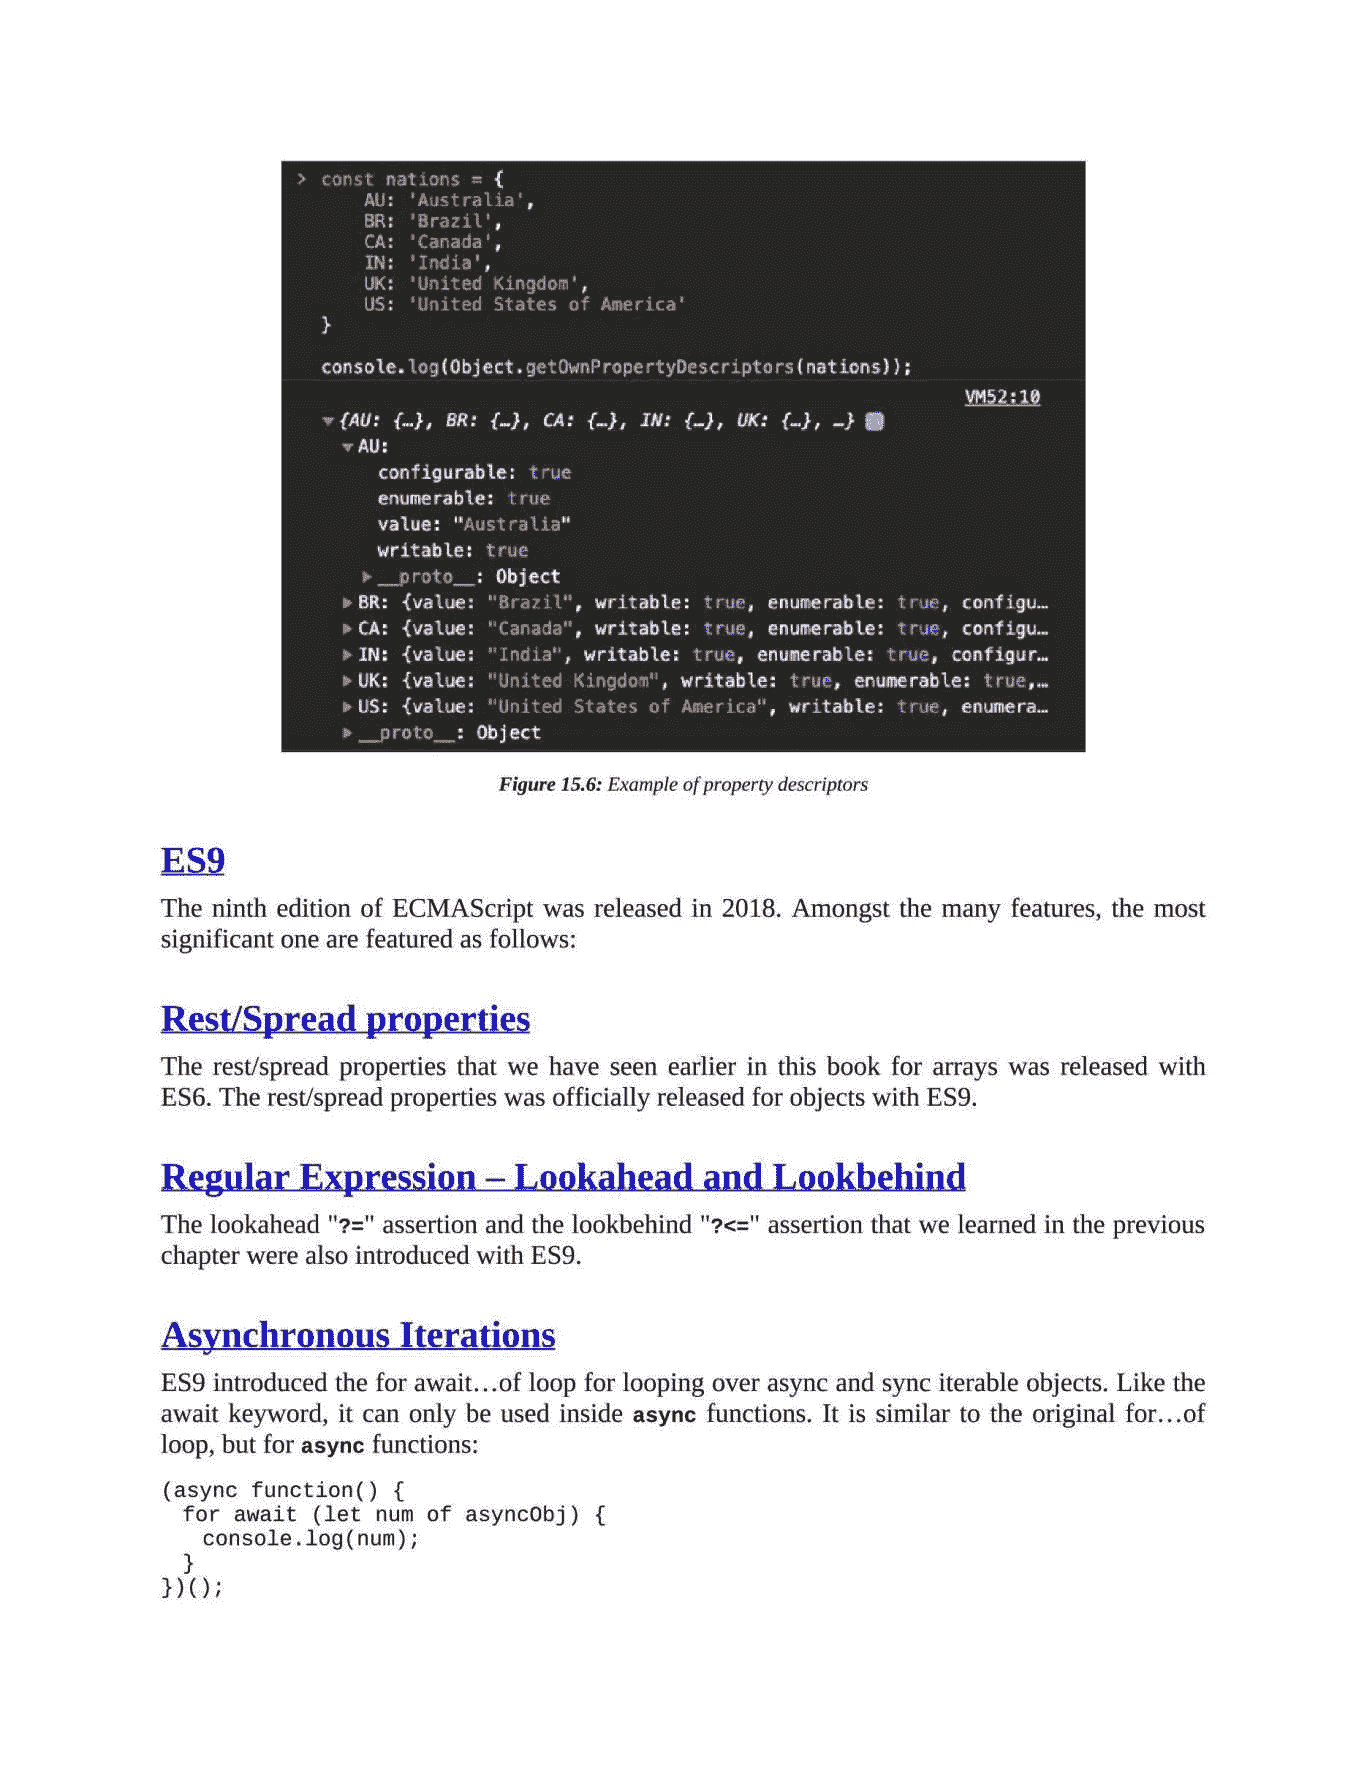 > const nations = {
AU: 'Australia',
BR: 'Brazil',
CA: 'Canada',
IN: 'India',
UK: 'United Kingdom',
US: 'United States of America'
}
console.log(Object.getOwnPropertyDescriptors(nations));
VM52:10
▼{AU: {…}, BR: {…}, CA: {…}, IN: {…}, UK: {…}, …}
▼AU:
configurable: true
enumerable: true
value: "Australia"
writable: true
▶__proto__: Object
▶BR: {value: "Brazil", writable: true, enumerable: true, configu…
▶CA: {value: "Canada", writable: true, enumerable: true, configu…
▶IN: {value: "India", writable: true, enumerable: true, configur…
▶UK: {value: "United Kingdom", writable: true, enumerable: true,…
▶US: {value: "United States of America", writable: true, enumera…
▶__proto__: Object
Figure 15.6: Example of property descriptors
ES9
The ninth edition of ECMAScript was released in 2018. Amongst the many features, the most
significant one are featured as follows:
Rest/Spread properties
The rest/spread properties that we have seen earlier in this book for arrays was released with
ES6. The rest/spread properties was officially released for objects with ES9.
Regular Expression – Lookahead and Lookbehind
The lookahead "?=" assertion and the lookbehind "?<=" assertion that we learned in the previous
chapter were also introduced with ES9.
Asynchronous Iterations
ES9 introduced the for await…of loop for looping over async and sync iterable objects. Like the
await keyword, it can only be used inside async functions. It is similar to the original for…of
loop, but for async functions:
(async function() {
for await (let num of asyncObj) {
console.log(num);
}
})();